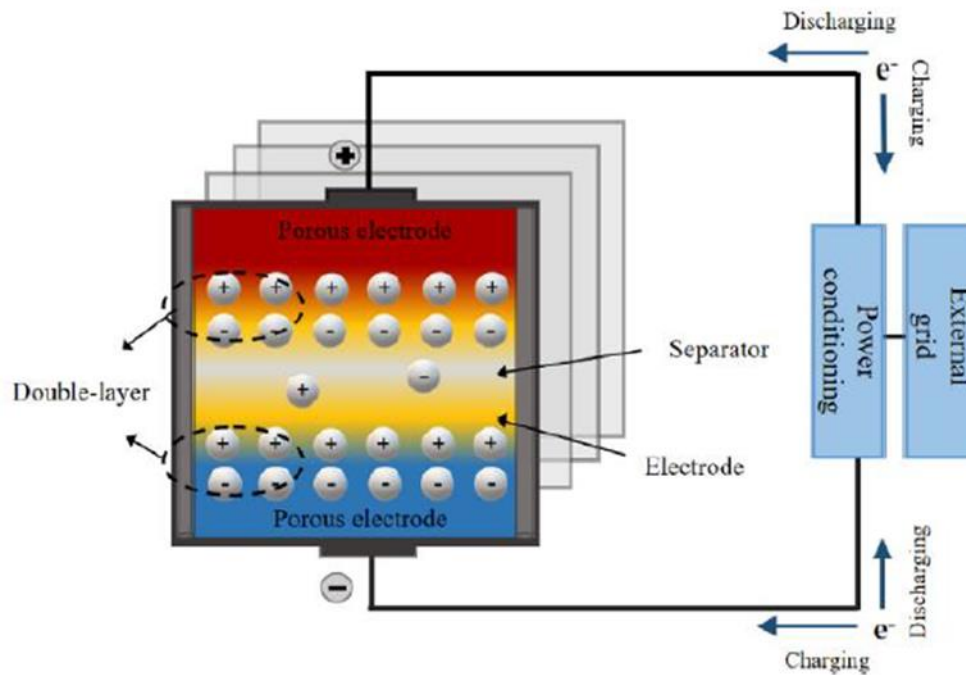 Discharging
e-
Charging
+
Porous electrode
+ + + + + +
- - - - - -
Separator
Double-layer
+ -
+ + + + + +
Electrode
- - - - - -
Porous electrode
-
Power
conditioning
External
grid
Discharging
e-
Charging